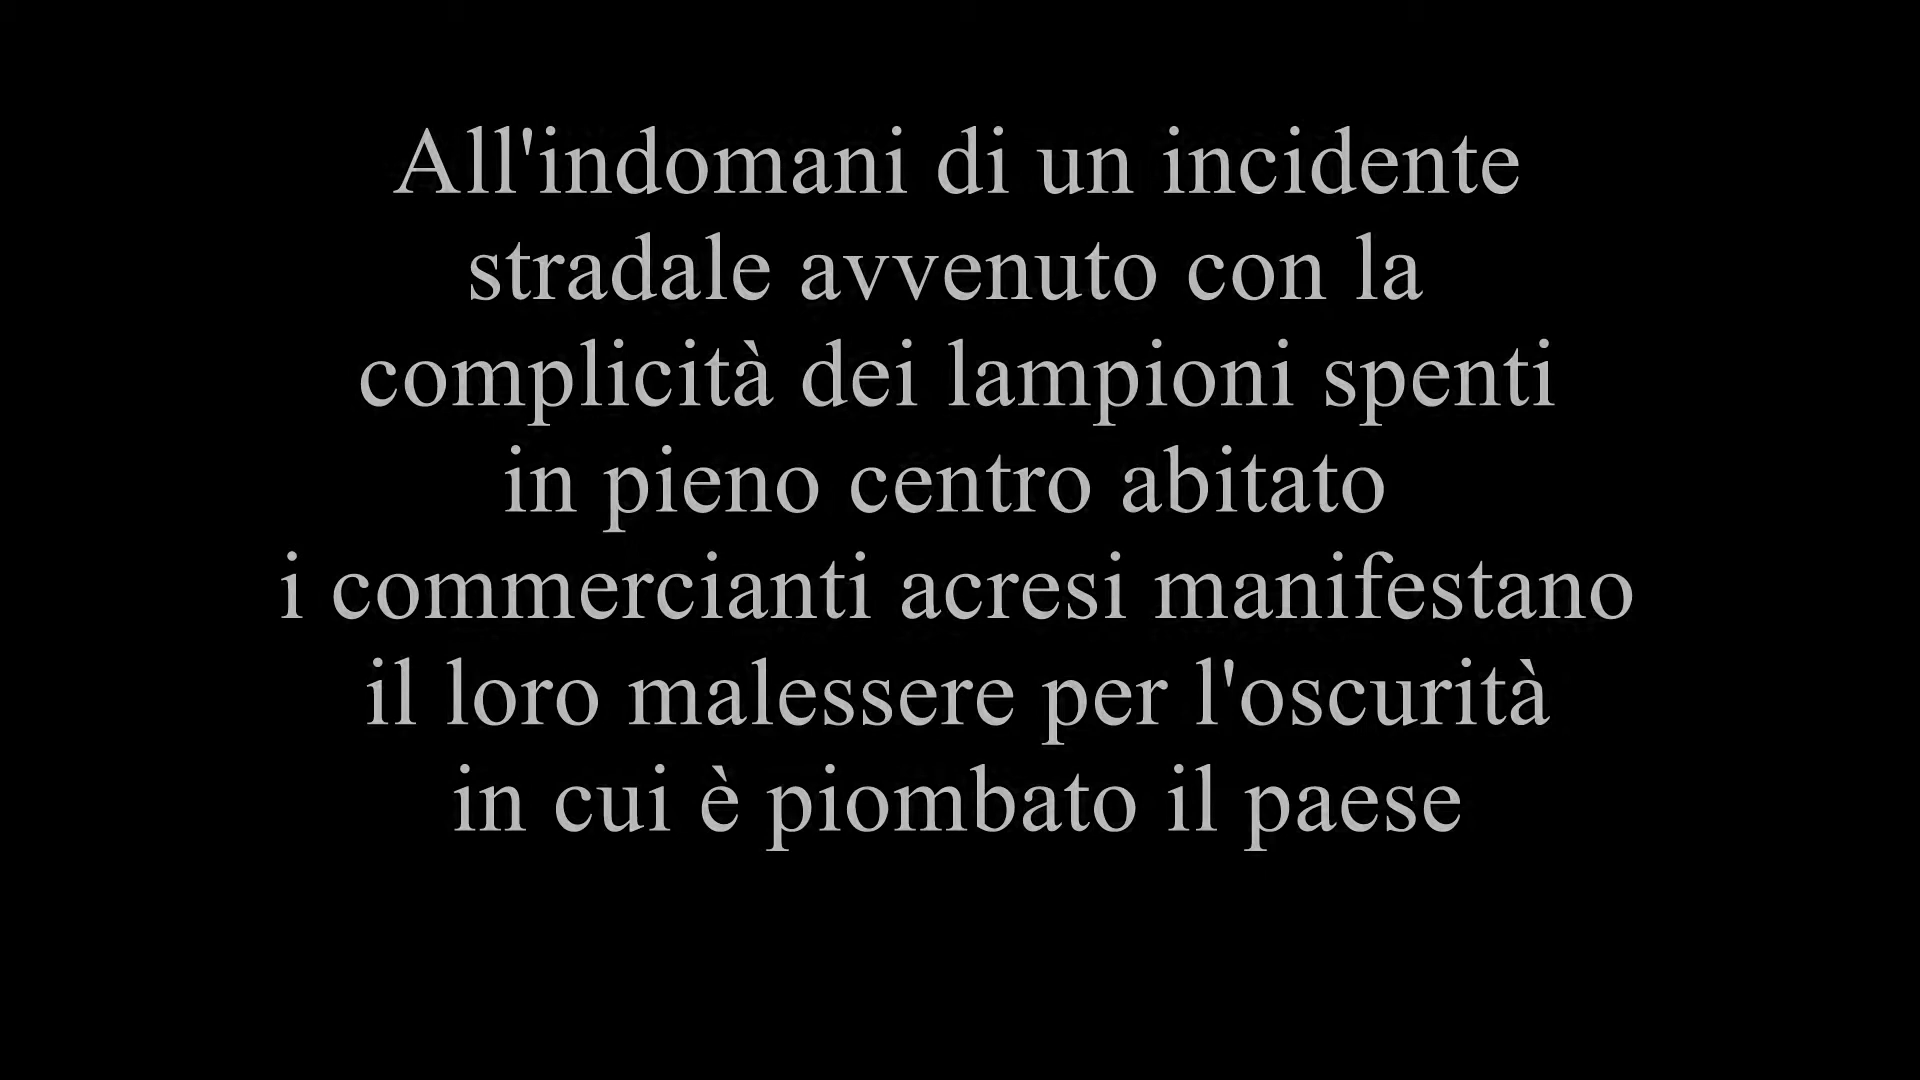 All'indomani di un incidente
stradale avvenuto con la
complicità dei lampioni spenti
in pieno centro abitato
i commercianti acresi manifestano
il loro malessere per l'oscurità
in cui è piombato il paese